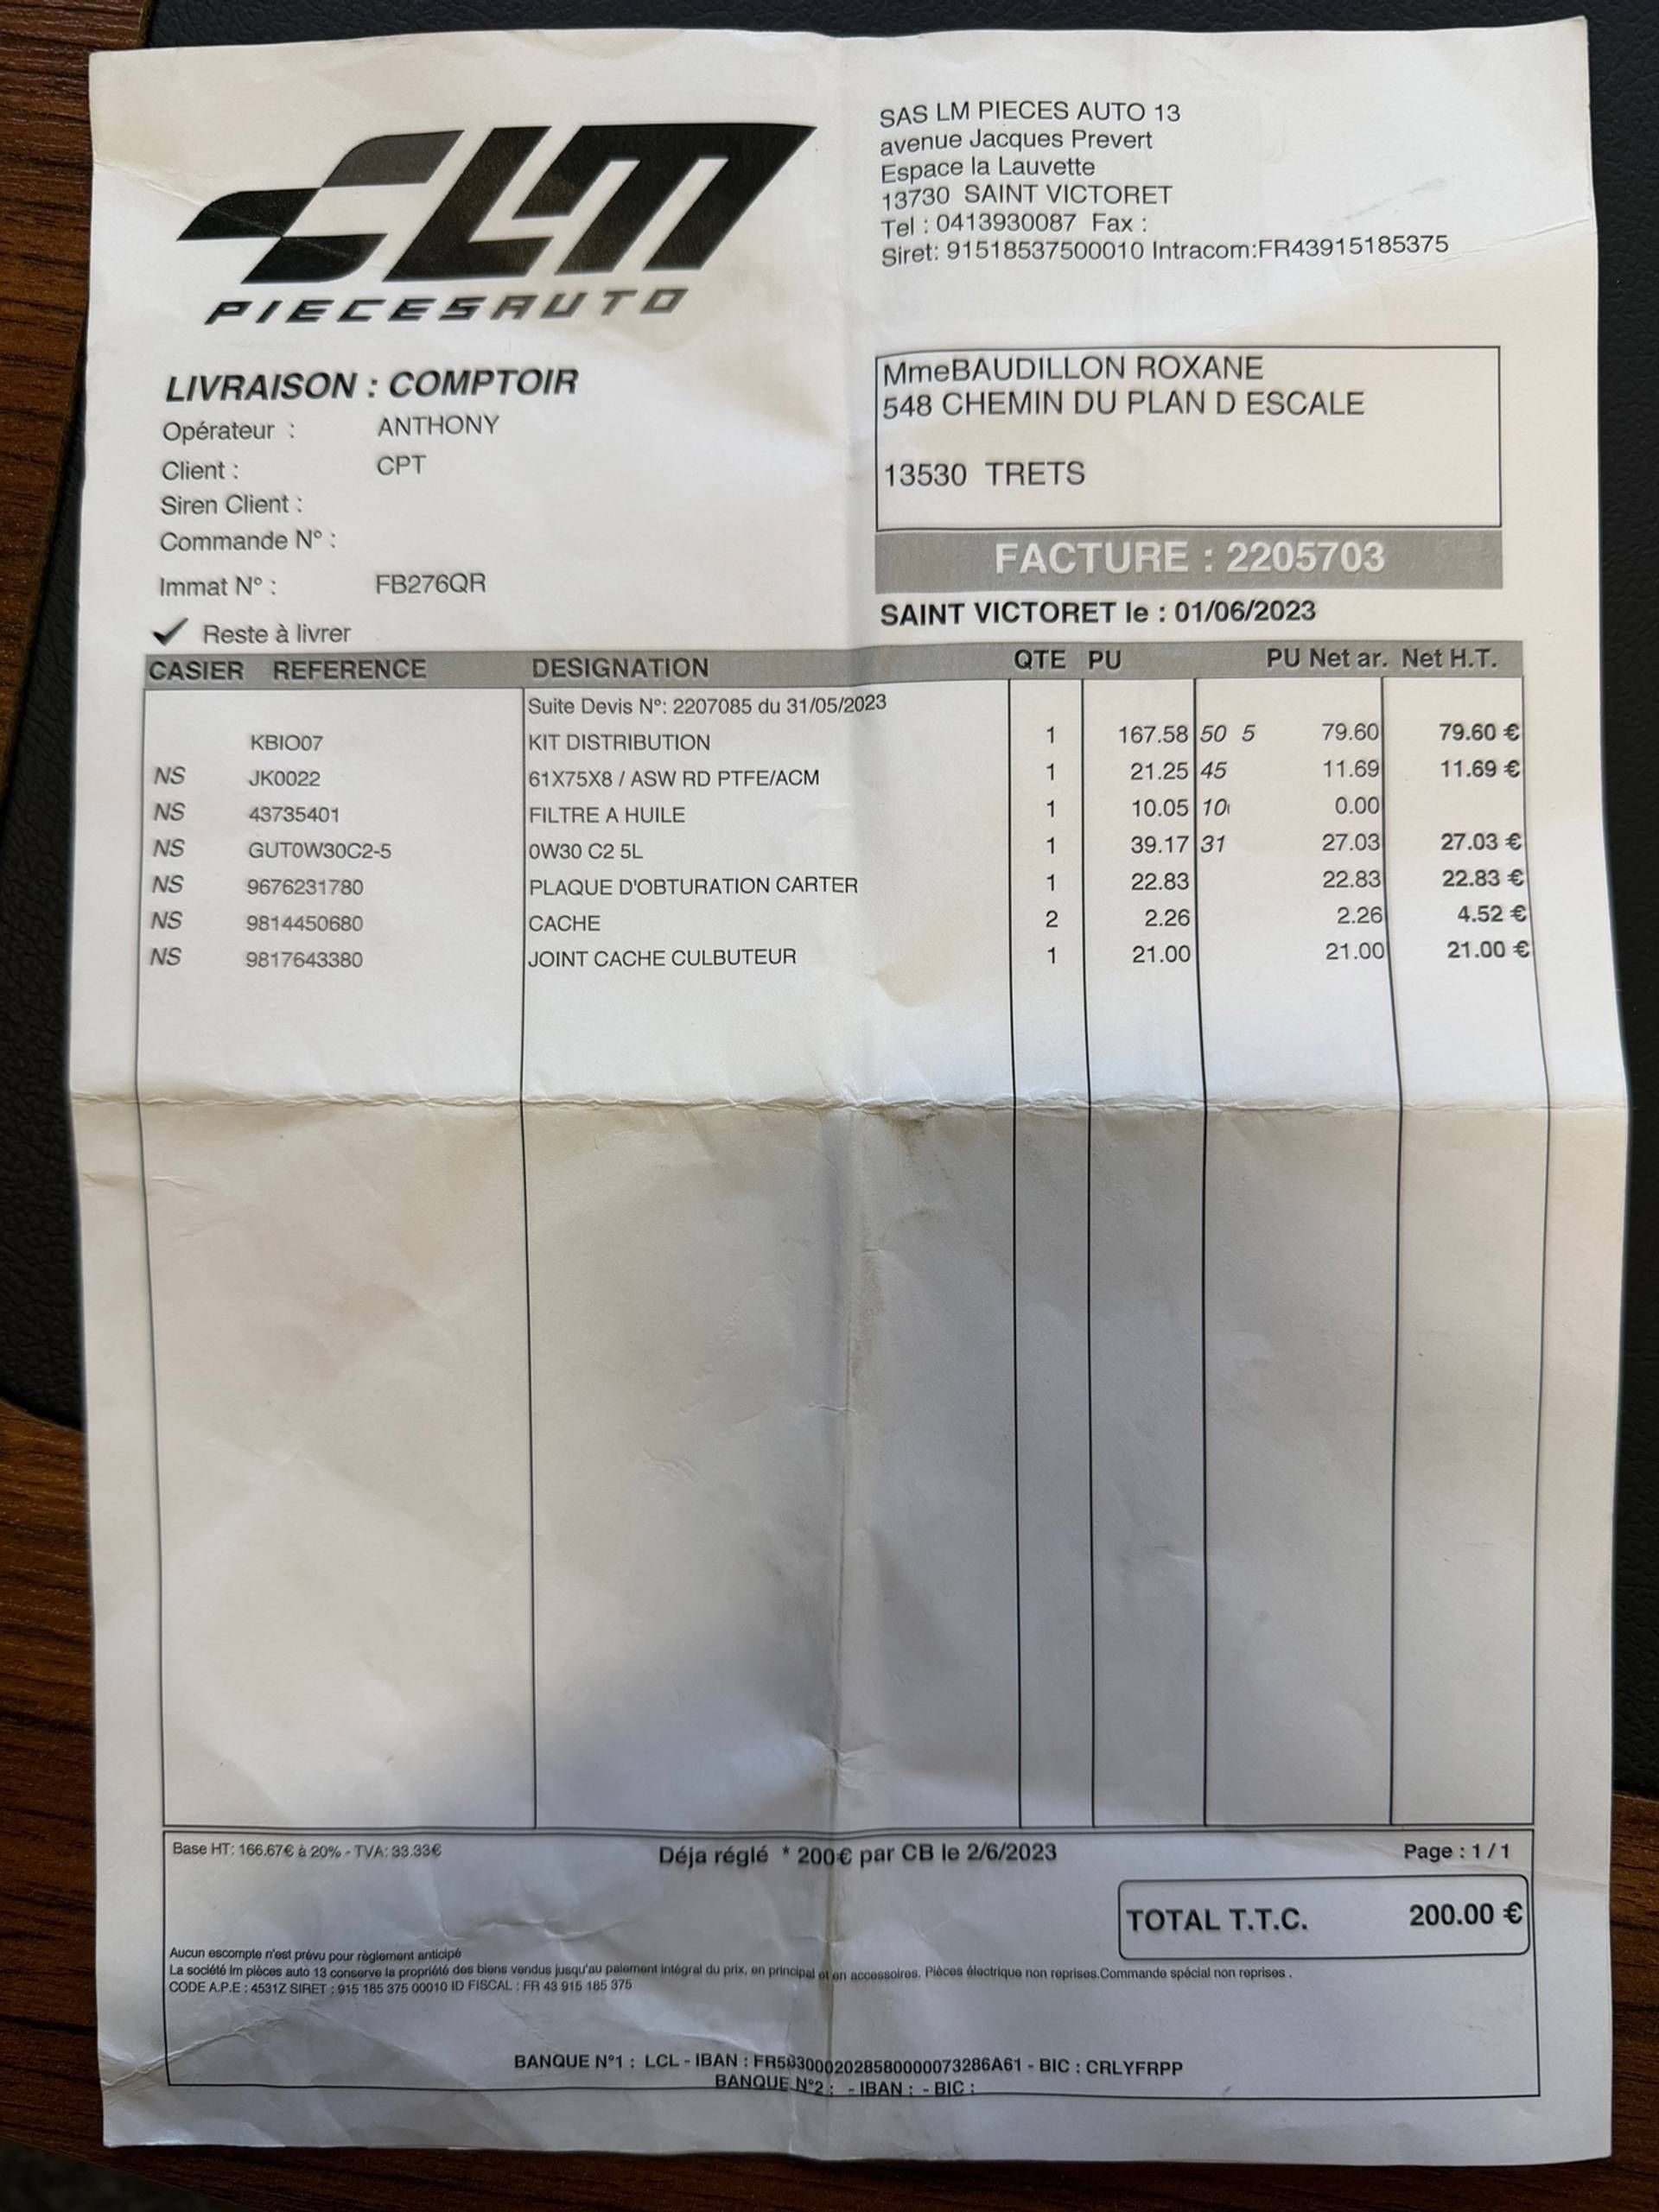 LM
PIECESAUTO
SAS LM PIECES AUTO 13
avenue Jacques Prevert
Espace la Lauvette
13730 SAINT VICTORET
Tel : 0413930087 Fax :
Siret: 91518537500010 Intracom:FR43915185375
LIVRAISON : COMPTOIR
Opérateur : ANTHONY
Client : CPT
Siren Client :
Commande N° :
Immat N° : FB276QR
MmeBAUDILLON ROXANE
548 CHEMIN DU PLAN D ESCALE
13530 TRETS
FACTURE : 2205703
SAINT VICTORET le : 01/06/2023
Reste à livrer
CASIER REFERENCE DESIGNATION QTE PU PU Net ar. Net H.T.
Suite Devis N°: 2207085 du 31/05/2023
KBIO07 KIT DISTRIBUTION 1 167.58 50 5 79.60 79.60 €
NS JK0022 61X75X8 / ASW RD PTFE/ACM 1 21.25 45 11.69 11.69 €
NS 43735401 FILTRE A HUILE 1 10.05 10 0.00
NS GUT0W30C2-5 0W30 C2 5L 1 39.17 31 27.03 27.03 €
NS 9676231780 PLAQUE D'OBTURATION CARTER 1 22.83 22.83 22.83 €
NS 9814450680 CACHE 2 2.26 2.26 4.52 €
NS 9817643380 JOINT CACHE CULBUTEUR 1 21.00 21.00 21.00 €
Base HT: 166.67€ à 20% - TVA: 33.33€
Déja réglé * 200€ par CB le 2/6/2023
Page : 1 / 1
TOTAL T.T.C. 200.00 €
Aucun escompte n'est prévu pour règlement anticipé
La société lm pièces auto 13 conserve la propriété des biens vendus jusqu'au paiement intégral du prix, en principal et en accessoires. Pièces électrique non reprises.Commande spécial non reprises .
CODE A.P.E : 4531Z SIRET : 915 185 375 00010 ID FISCAL : FR 43 915 185 375
BANQUE N°1 : LCL - IBAN : - BIC : CRLYFRPP
BANQUE N°2 : - IBAN : - BIC :